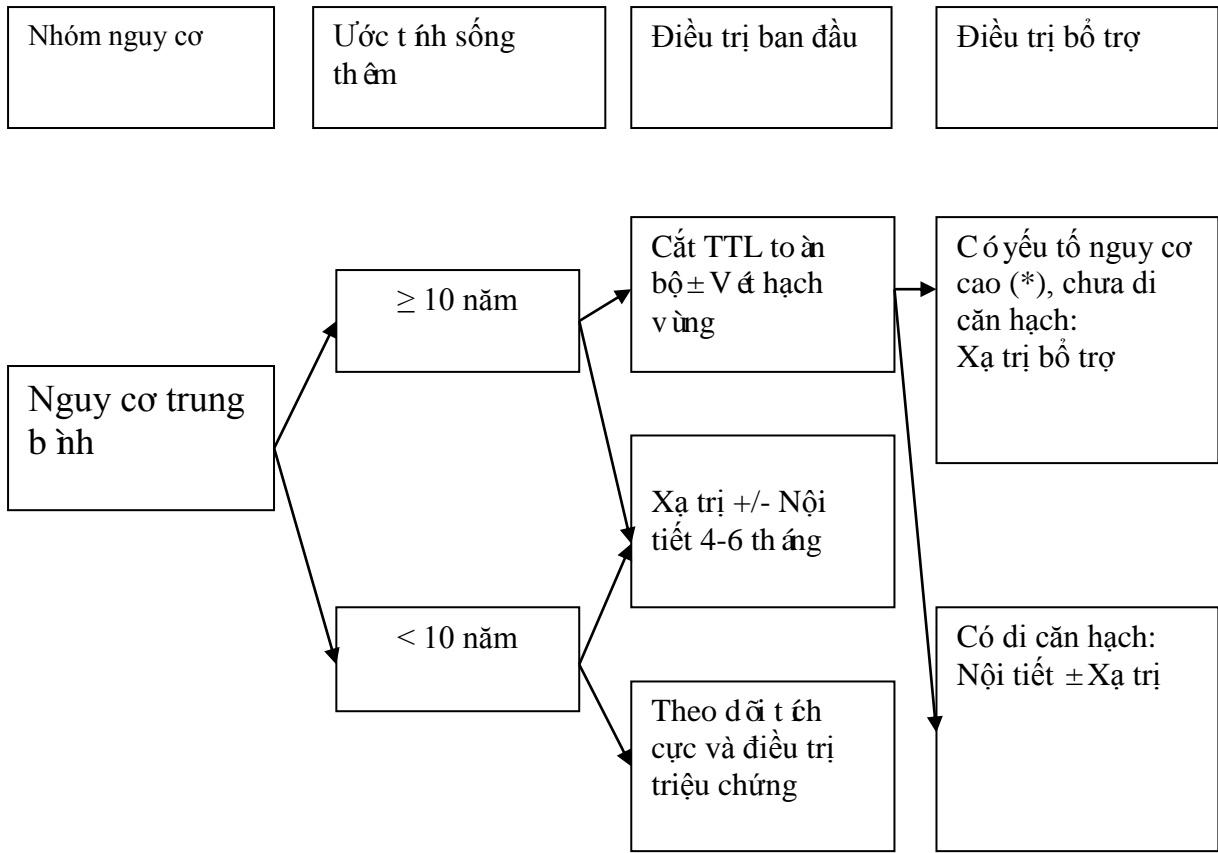 Nhóm nguy cơ
Ước tính sống
thêm
Điều trị ban đầu
Điều trị bổ trợ
Nguy cơ trung
bình
≥ 10 năm
< 10 năm
Cắt TTL toàn
bộ ± Vét hạch
vùng
Xạ trị +/- Nội
tiết 4-6 tháng
Theo dõi tích
cực và điều trị
triệu chứng
Có yếu tố nguy cơ
cao (*), chưa di
căn hạch:
Xạ trị bổ trợ
Có di căn hạch:
Nội tiết ± Xạ trị